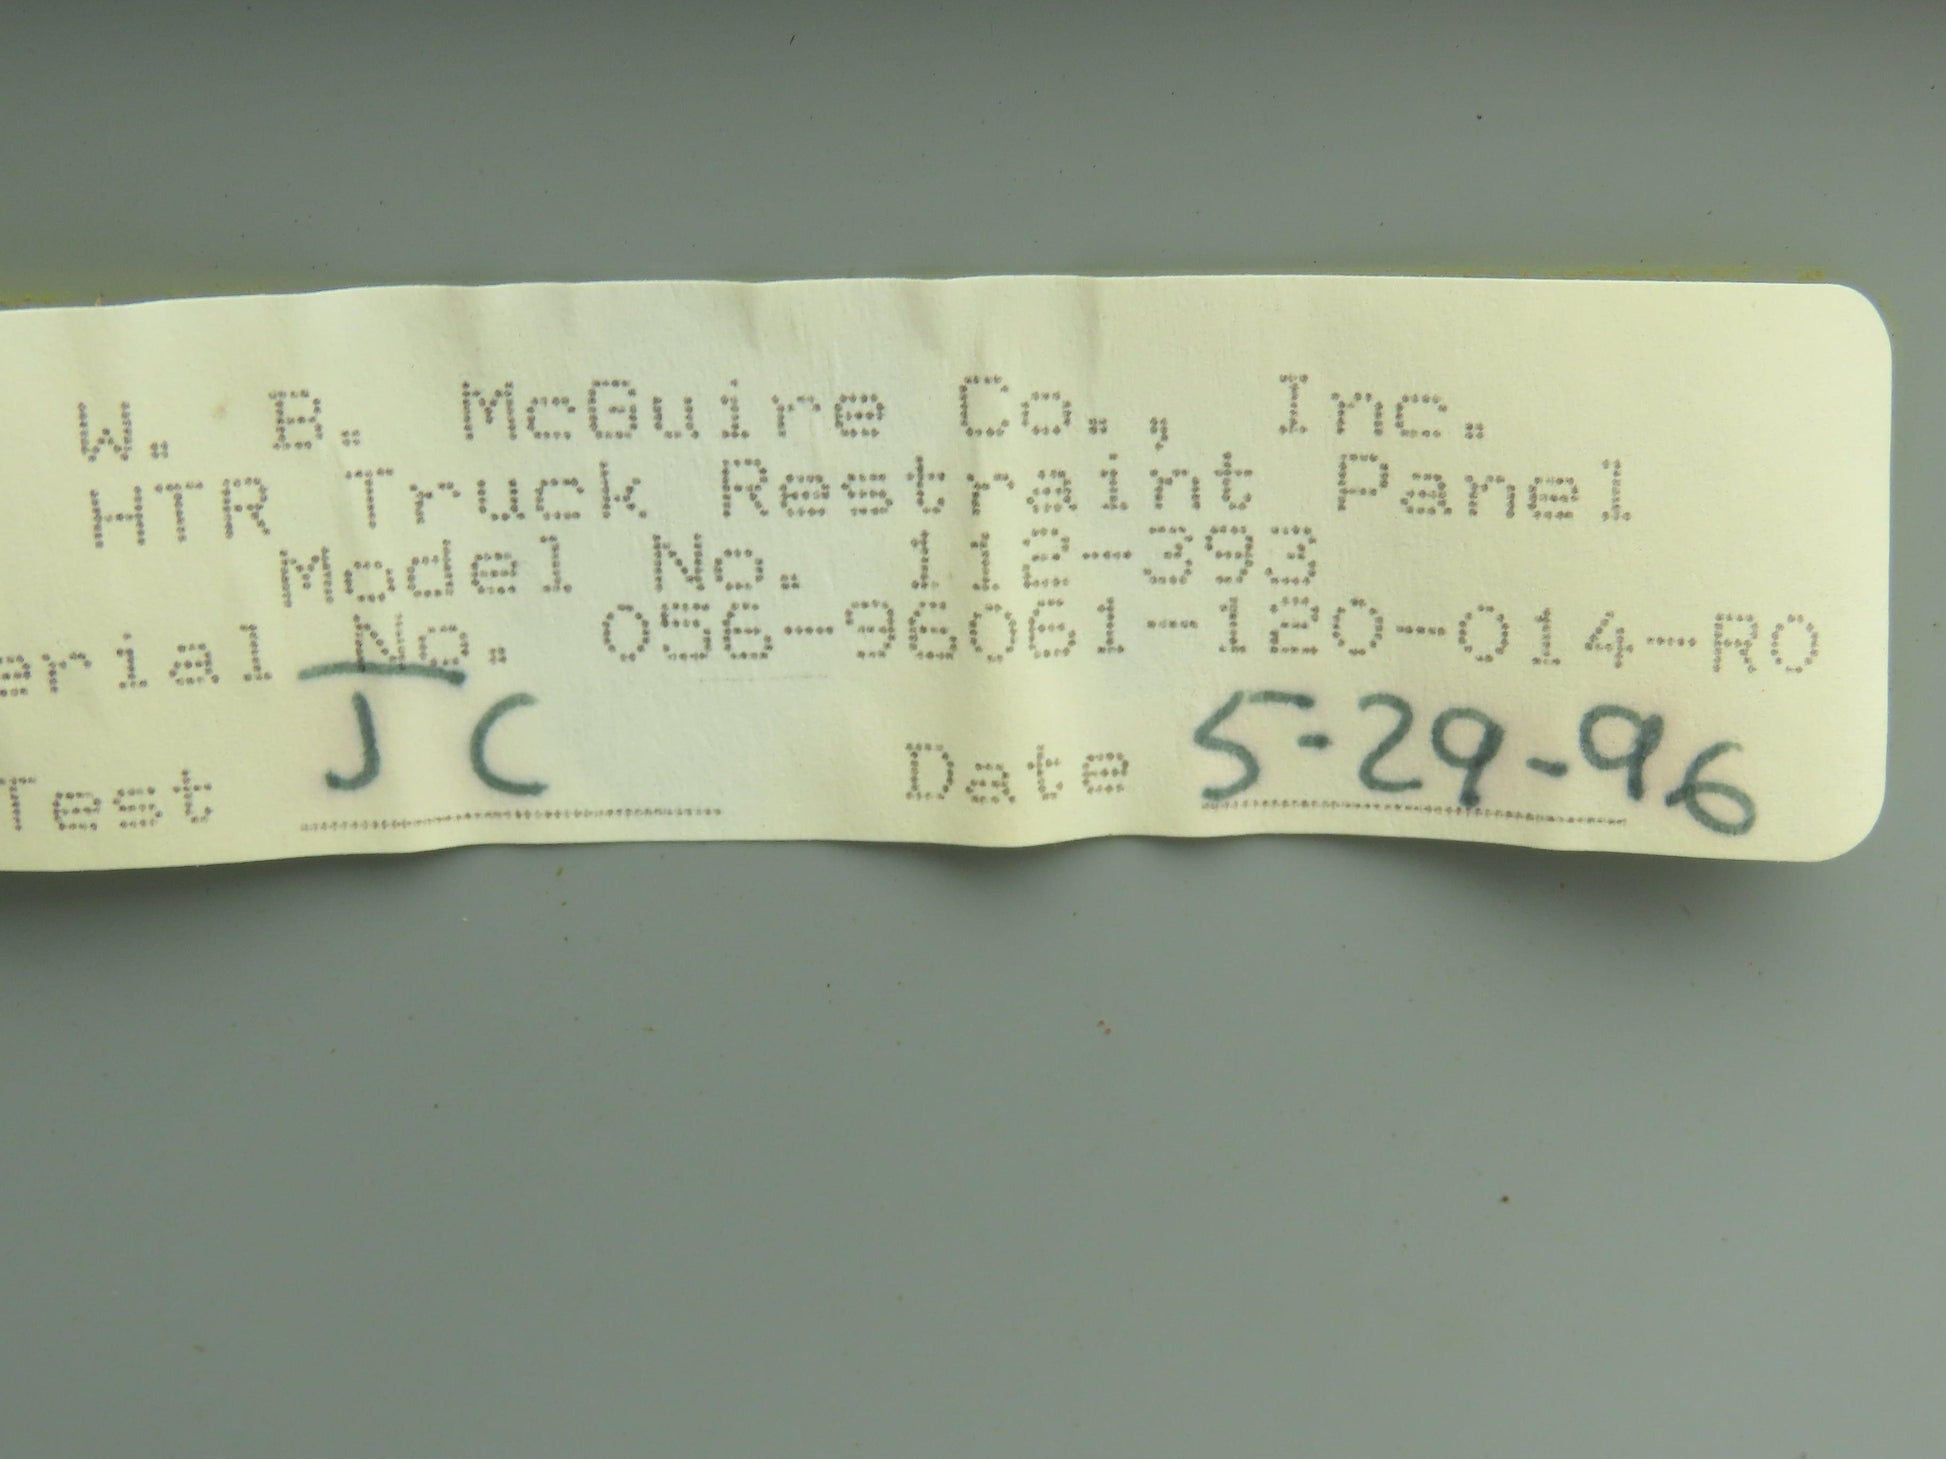 W. B. McGuire Co., Inc.
HTR Truck Restraint Panel
Model No. 112-393
erial No. 0596-96061-120-014-R0
Test JC Date 5-29-96